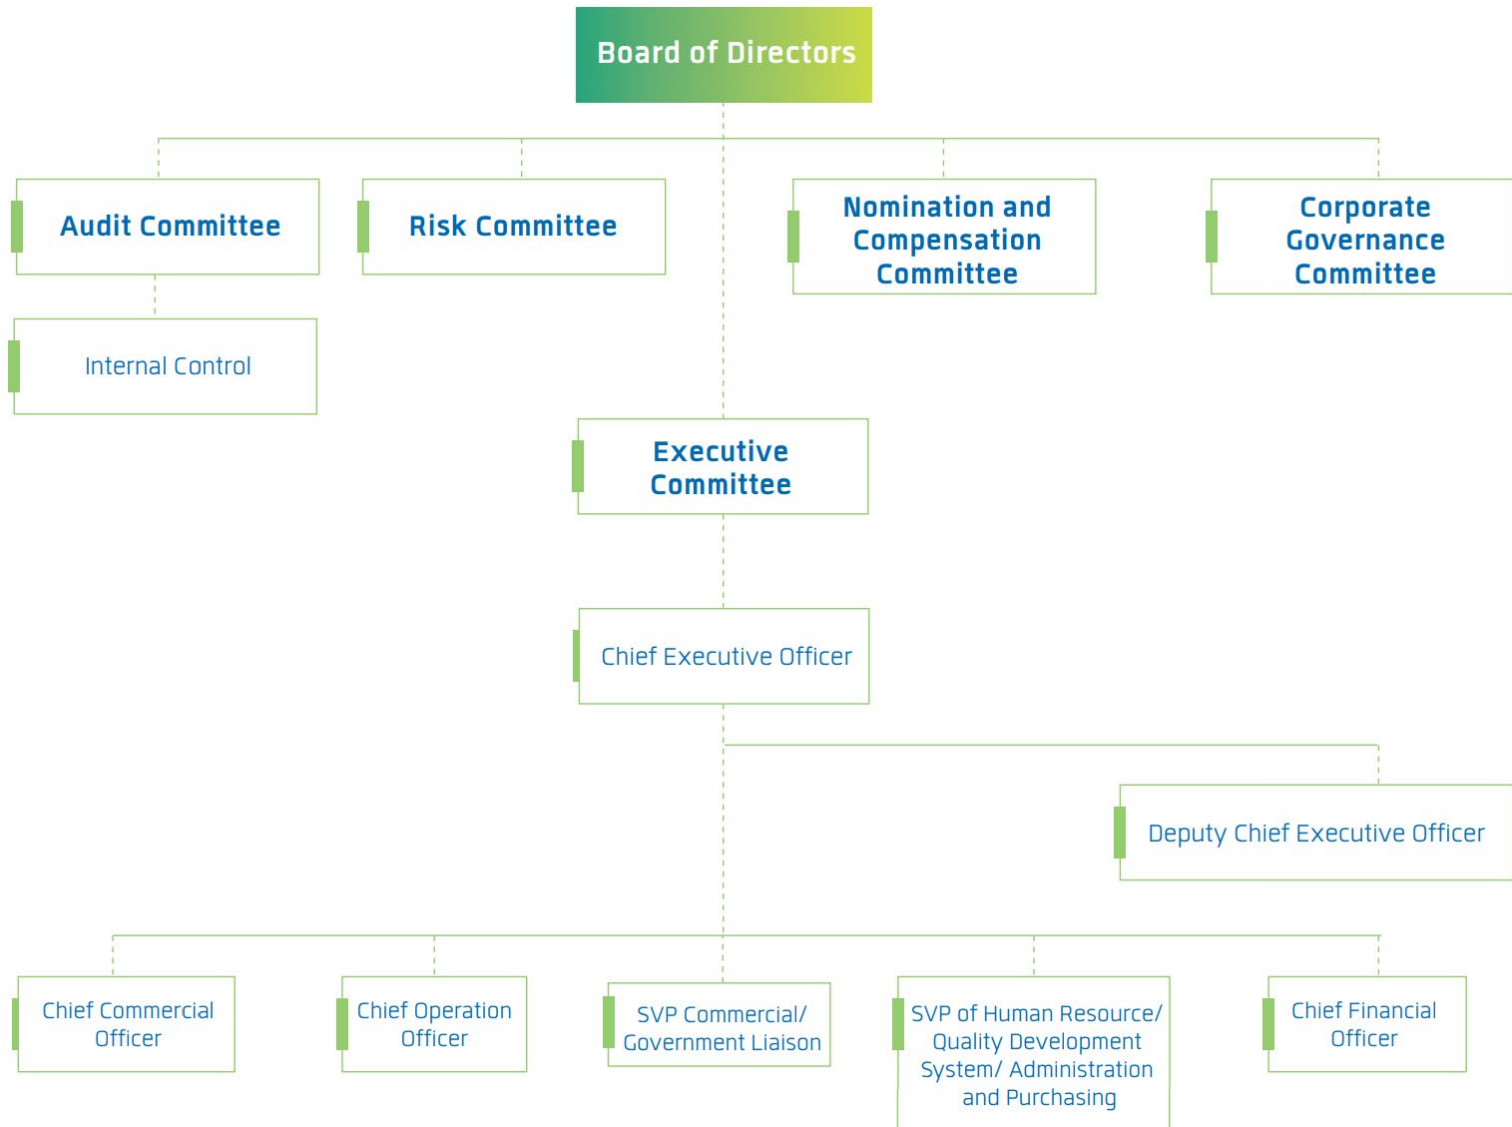 Board of Directors
Audit Committee
Risk Committee
Nomination and
Compensation
Committee
Corporate
Governance
Committee
Internal Control
Executive
Committee
Chief Executive Officer
Deputy Chief Executive Officer
Chief Commercial
Officer
Chief Operation
Officer
SVP Commercial/
Government Liaison
SVP of Human Resource/
Quality Development
System/ Administration
and Purchasing
Chief Financial
Officer